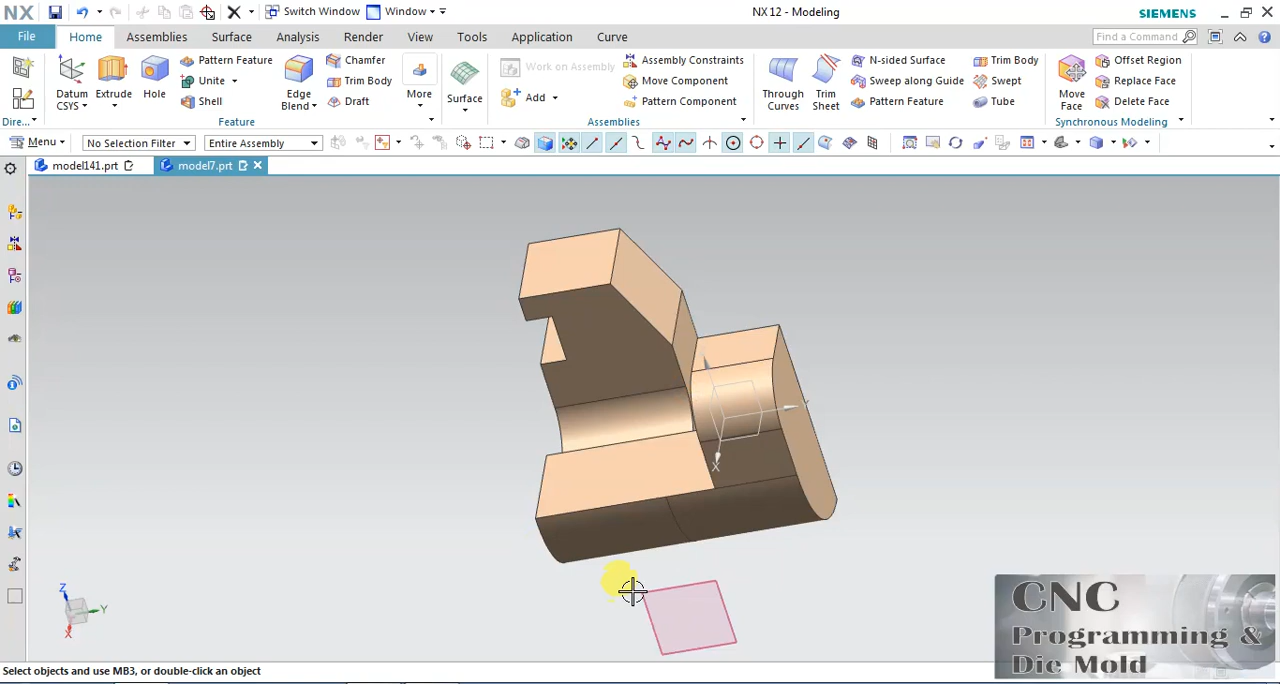 NX
Switch Window
Window
NX 12 - Modeling
SIEMENS
File
Home
Assemblies
Surface
Analysis
Render
View
Tools
Application
Curve
Find a Command
Datum CSYS
Extrude
Hole
Pattern Feature
Unite
Shell
Edge Blend
Chamfer
Trim Body
Draft
More
Surface
Work on Assembly
Add
Assembly Constraints
Move Component
Pattern Component
Through Curves
Trim Sheet
N-sided Surface
Swap along Guide
Pattern Feature
Trim Body
Swept
Tube
Move Face
Offset Region
Replace Face
Delete Face
Dire...
Feature
Assemblies
Synchronous Modeling
Menu
No Selection Filter
Entire Assembly
model141.prt
model7.prt
X
Y
Z
Y
X
CNC
Programming &
Die Mold
Select objects and use MB3, or double-click an object